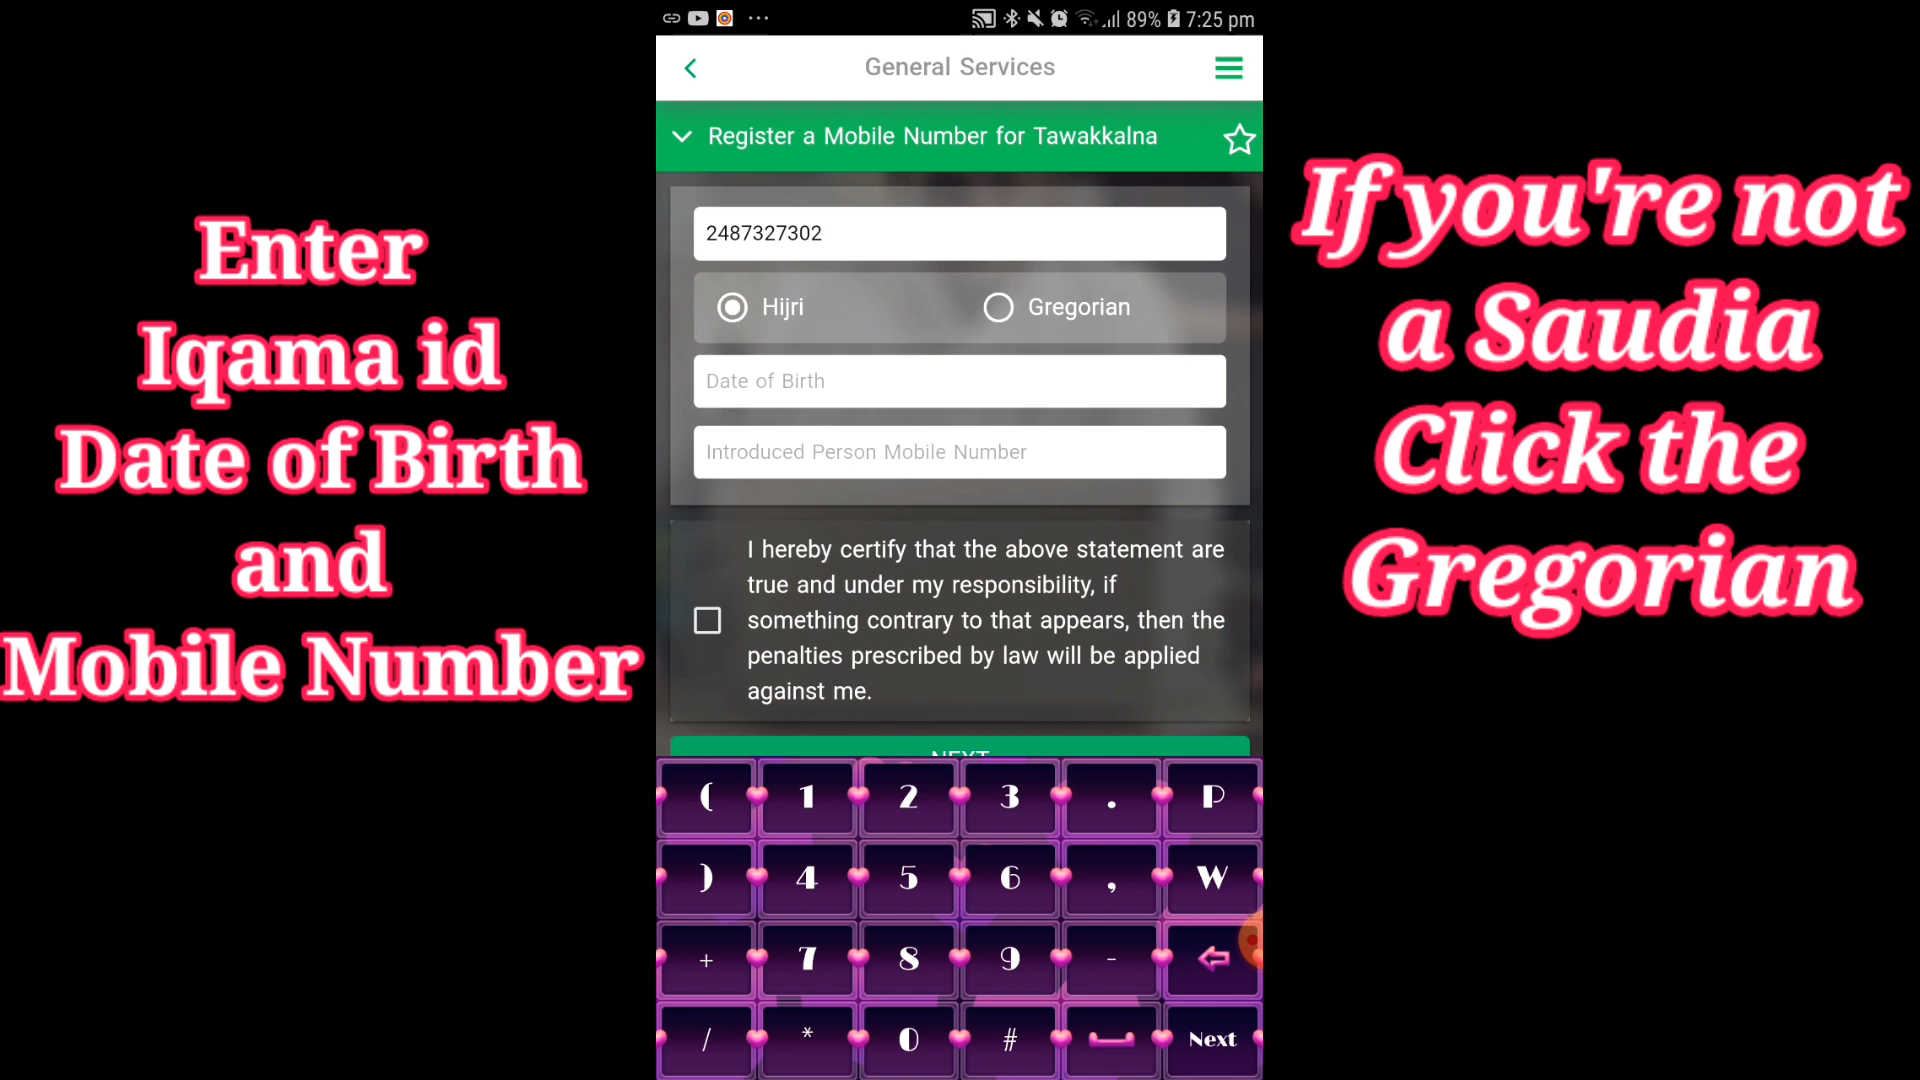 89% 7:25 pm
General Services
Register a Mobile Number for Tawakkalna
2487327302
Hijri Gregorian
Date of Birth
Introduced Person Mobile Number
I hereby certify that the above statement are
true and under my responsibility, if
something contrary to that appears, then the
penalties prescribed by law will be applied
against me.
NEXT
( 1 2 3 . P
) 4 5 6 , W
+ 7 8 9 -
/ * 0 # Next
Enter
Iqama id
Date of Birth
and
Mobile Number
If you're not
a Saudia
Click the
Gregorian